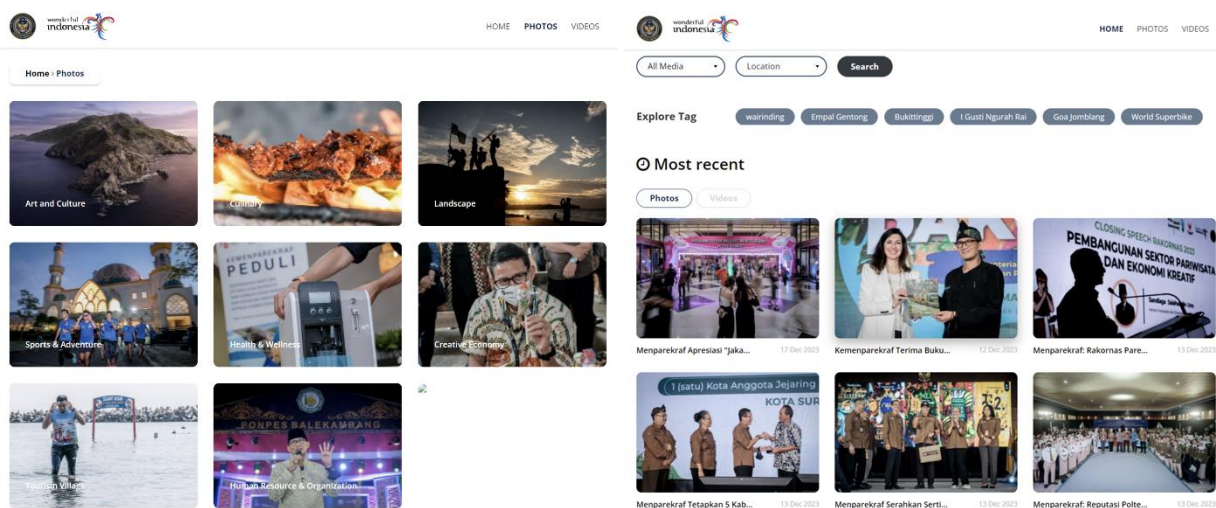 wonderful
indonesia
HOME PHOTOS VIDEOS
Home › Photos
Art and Culture
Culinary
Landscape
KEMENPAREKRAF
PEDULI
Sports & Adventure
Health & Wellness
Creative Economy
PONPES BALEKAMBANG
Tourism Village
Human Resource & Organization
wonderful
indonesia
HOME PHOTOS VIDEOS
All Media
Location
Search
Explore Tag
wairinding
Empal Gentong
Bukittinggi
I Gusti Ngurah Rai
Goa Jomblang
World Superbike
Most recent
Photos
Videos
CLOSING SPEECH RAKORNAS 2023
PEMBANGUNAN SEKTOR PARIWISATA
DAN EKONOMI KREATIF
Menparekraf Apresiasi "Jaka... 17 Dec 2023
Kemenparekraf Terima Buku... 12 Dec 2023
Menparekraf: Rakornas Pare... 13 Dec 2023
1 (satu) Kota Anggota Jejaring
KOTA SUR
Menparekraf Tetapkan 5 Kab... 13 Dec 2023
Menparekraf Serahkan Serti... 13 Dec 2023
Menparekraf: Reputasi Polte... 13 Dec 2023